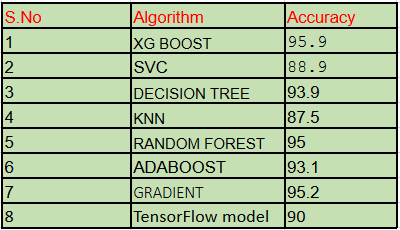 S.No Algorithm Accuracy
1 XG BOOST 95.9
2 SVC 88.9
3 DECISION TREE 93.9
4 KNN 87.5
5 RANDOM FOREST 95
6 ADABOOST 93.1
7 GRADIENT 95.2
8 TensorFlow model 90